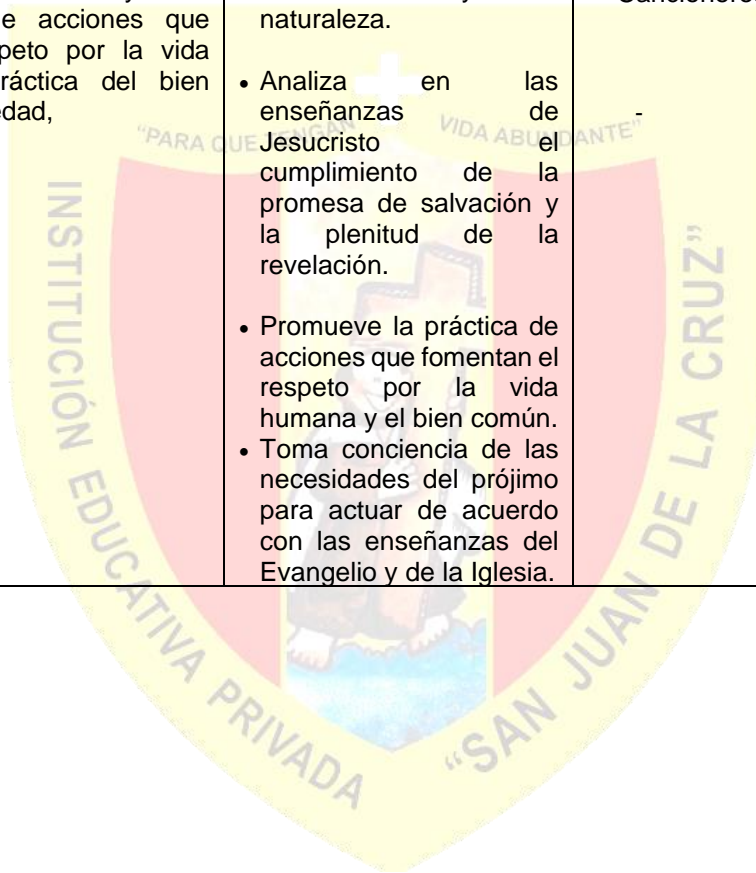 e acciones que
peto por la vida
ráctica del bien
edad,
naturaleza.
• Analiza en las
enseñanzas de
Jesucristo el
cumplimiento de la
promesa de salvación y
la plenitud de la
revelación.
• Promueve la práctica de
acciones que fomentan el
respeto por la vida
humana y el bien común.
• Toma conciencia de las
necesidades del prójimo
para actuar de acuerdo
con las enseñanzas del
Evangelio y de la Iglesia.
-
"PARA QUE TENGAN VIDA ABUNDANTE"
INSTITUCIÓN EDUCATIVA PRIVADA
"SAN JUAN DE LA CRUZ"